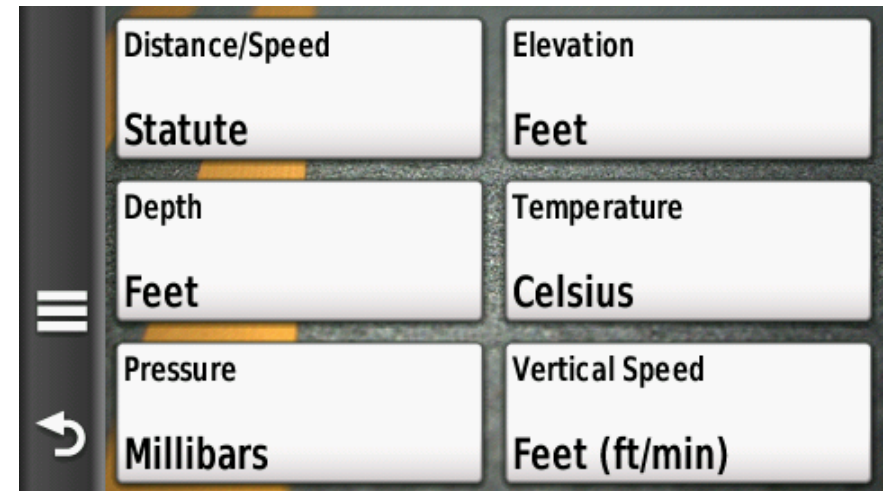 Distance/Speed
Statute
Elevation
Feet
Depth
Feet
Temperature
Celsius
Pressure
Millibars
Vertical Speed
Feet (ft/min)